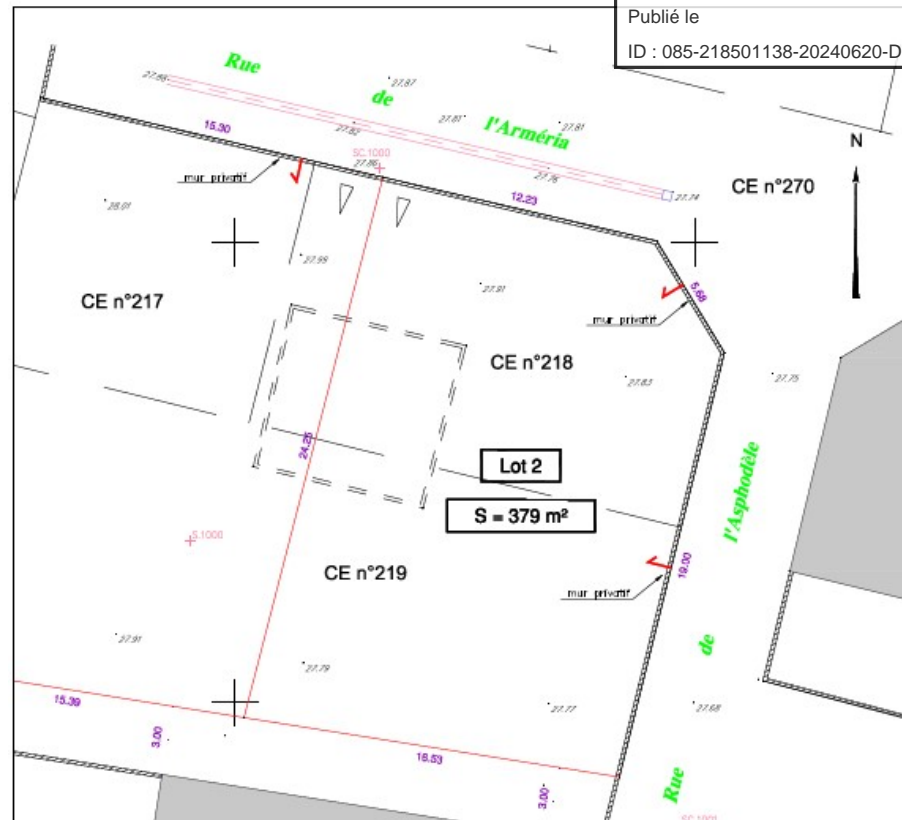 Publié le
ID : 085-218501138-20240620-D
Rue
de
l'Arméria
27.88
27.87
27.81
27.81
27.82
27.86
27.76
27.74
15.30
SC.1000
mur privatif
12.23
N
CE n°270
28.01
27.99
27.91
5.68
mur privatif
CE n°217
CE n°218
27.83
27.75
24.25
Lot 2
S = 379 m²
l'Asphodèle
S.1000
CE n°219
19.00
mur privatif
de
27.91
27.79
27.77
27.68
15.39
3.00
16.53
3.00
Rue